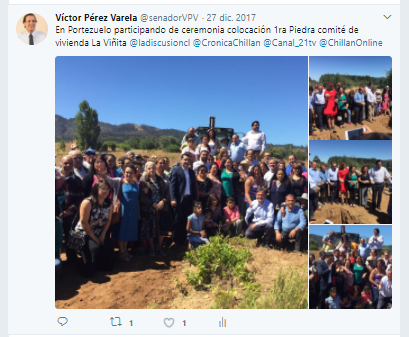 Víctor Pérez Varela @senadorVPV · 27 dic. 2017
En Portezuelo participando de ceremonia colocación 1ra Piedra comité de
vivienda La Viñita @ladiscusioncl @CronicaChillan @Canal_21tv @ChillanOnline
1 1